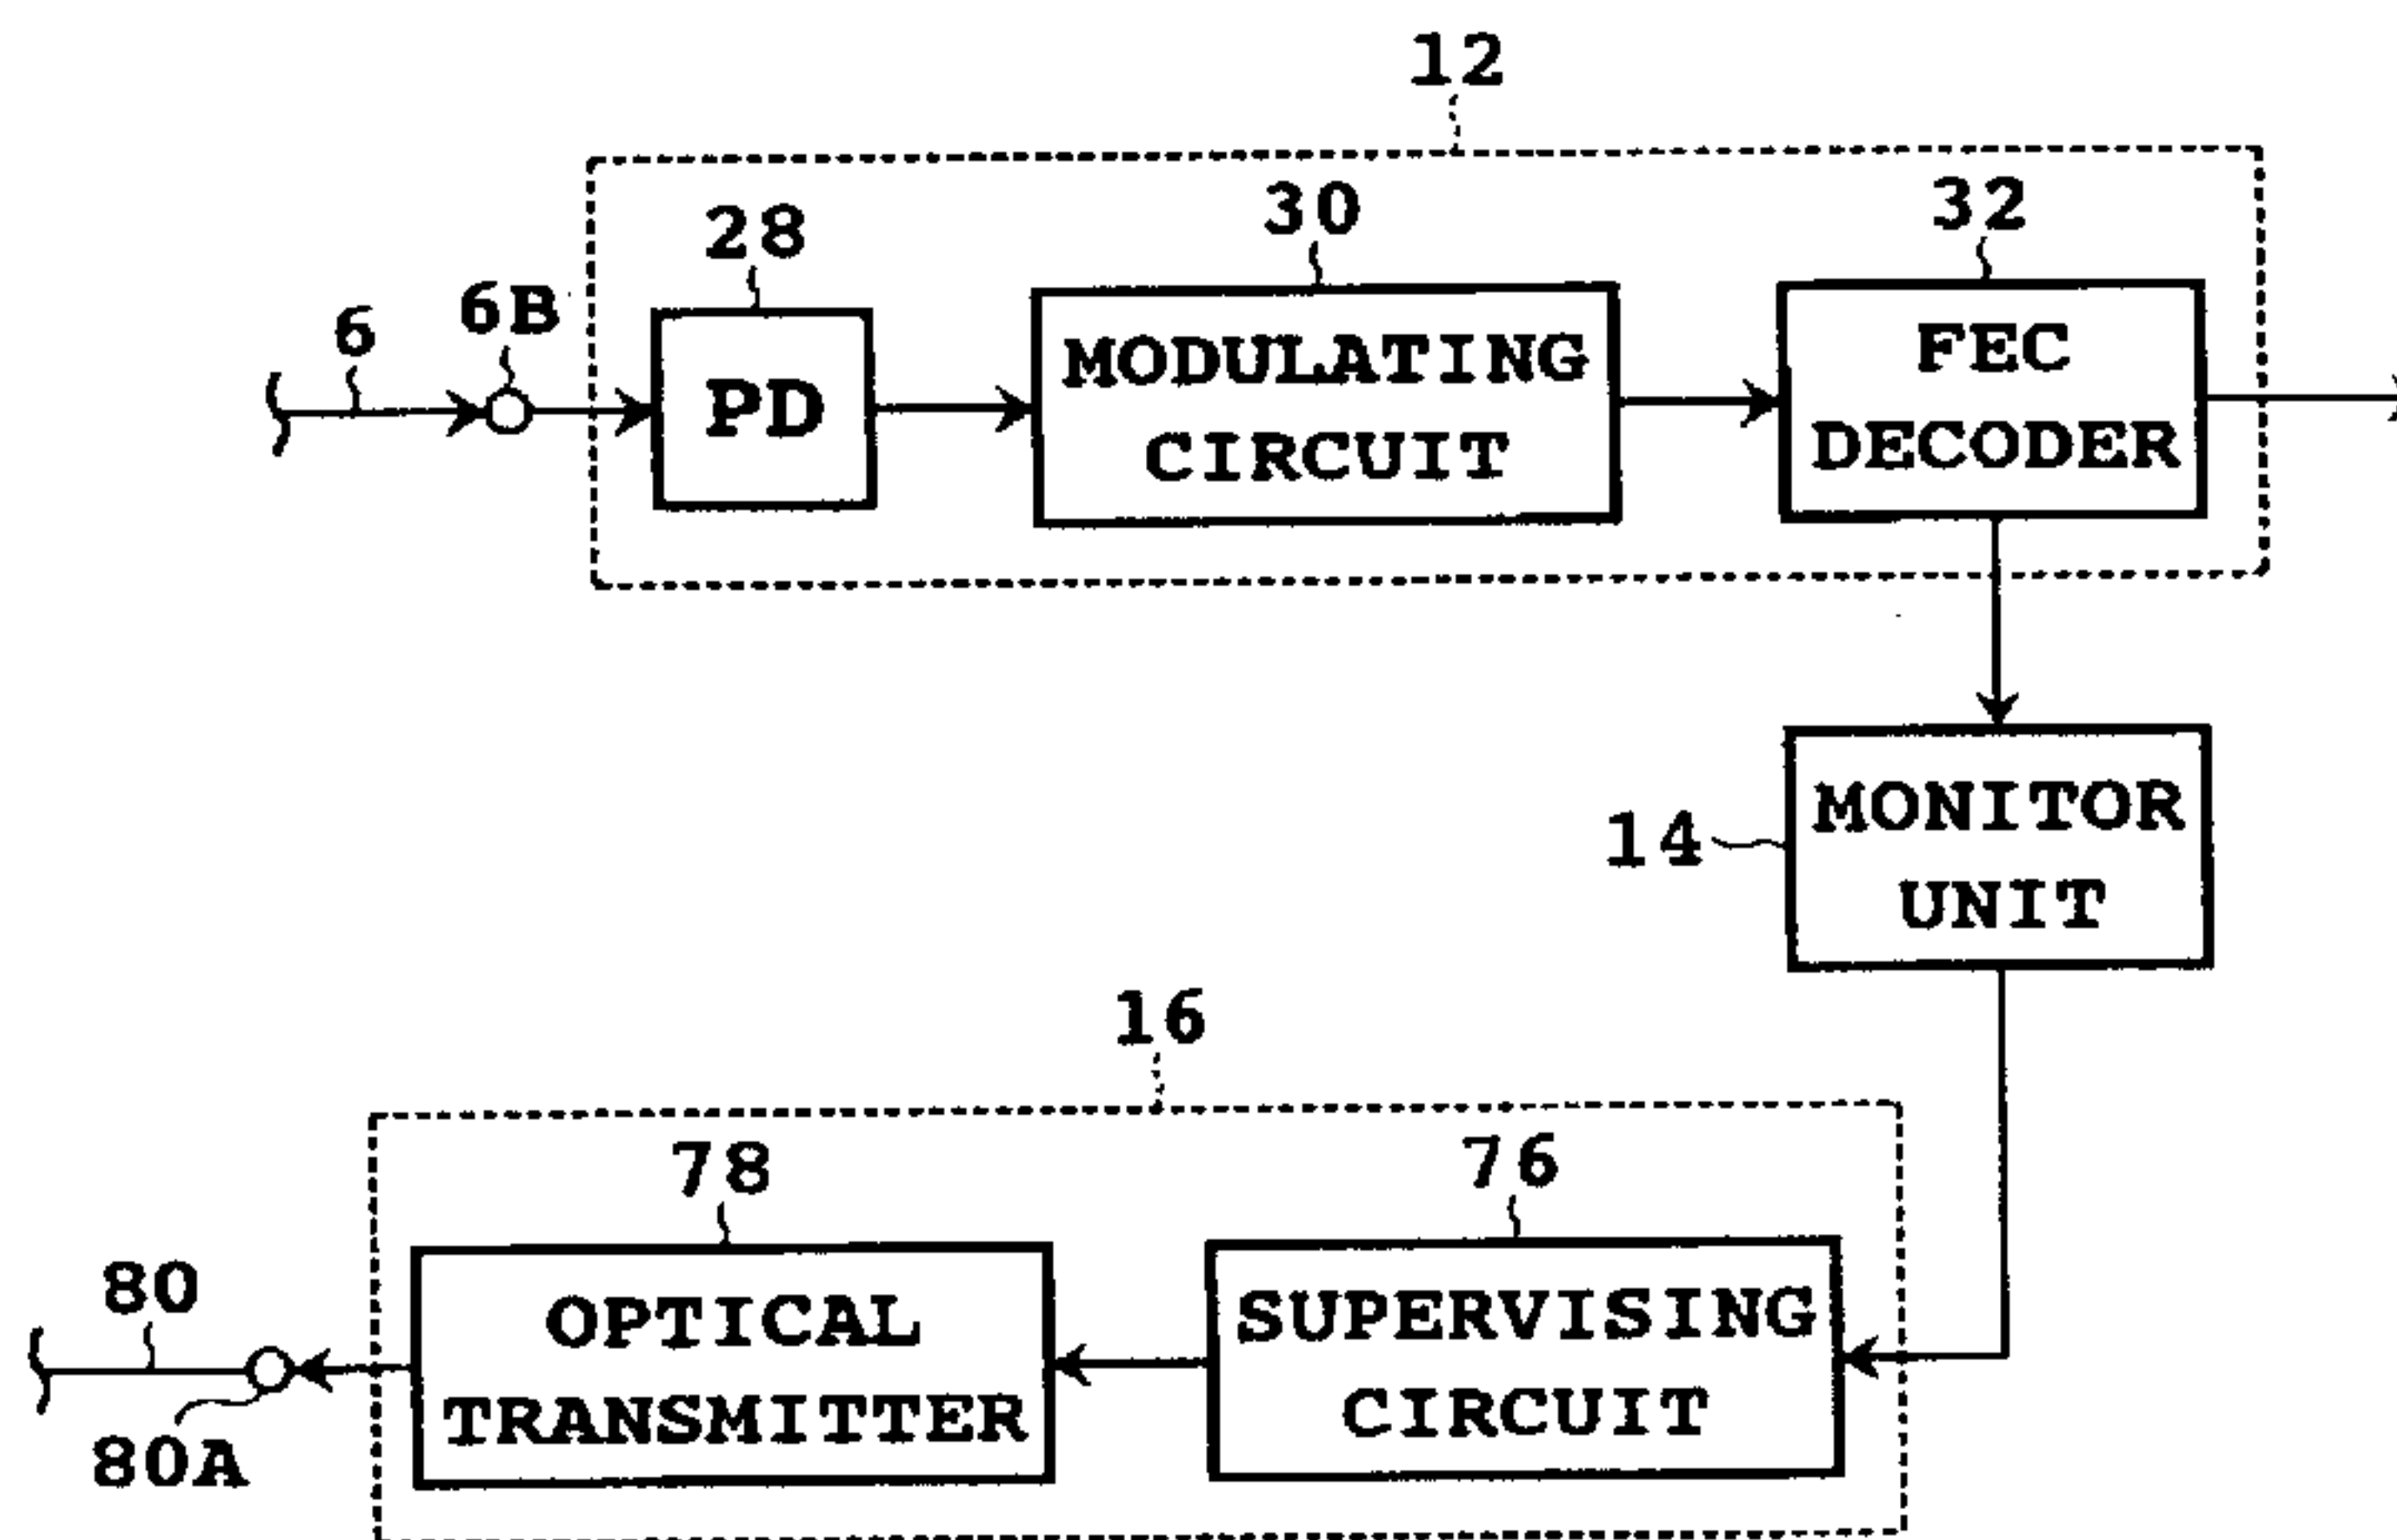 12
28
30
32
6
6B
PD
MODULATING
CIRCUIT
FEC
DECODER
14
MONITOR
UNIT
16
78
76
80
80A
OPTICAL
TRANSMITTER
SUPERVISING
CIRCUIT